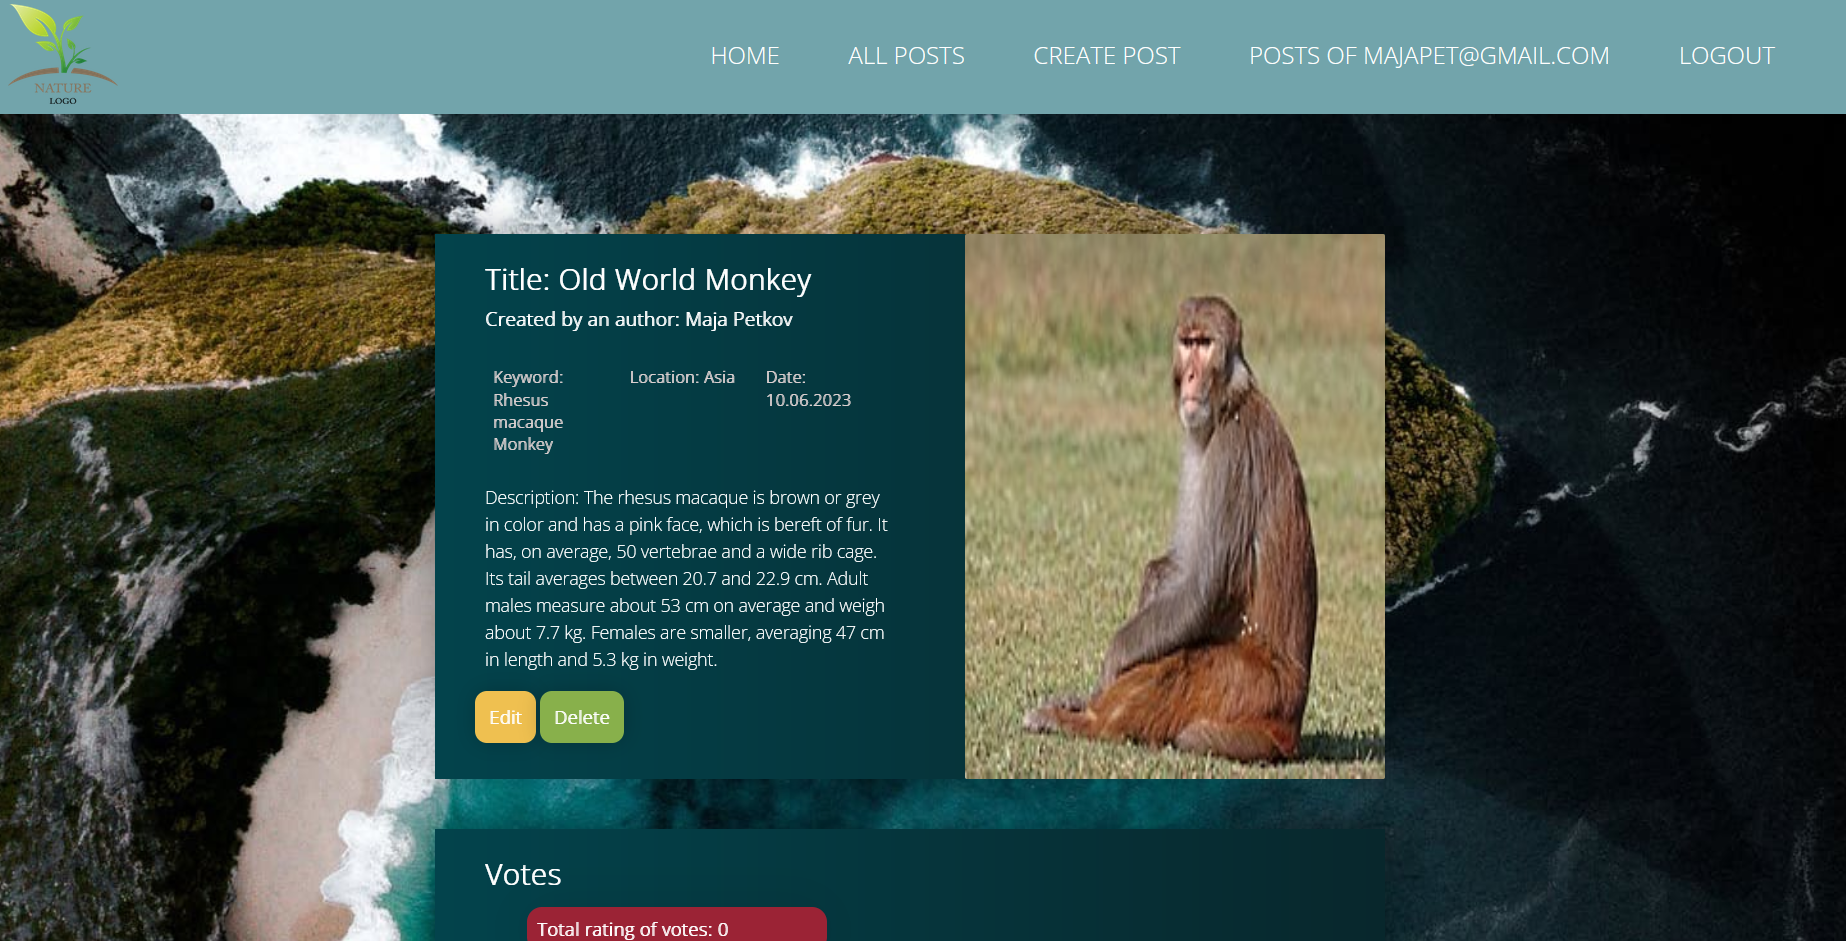 NATURE
LOGO
HOME
ALL POSTS
CREATE POST
POSTS OF MAJAPET@GMAIL.COM
LOGOUT
Title: Old World Monkey
Created by an author: Maja Petkov
Keyword:
Rhesus
macaque
Monkey
Location: Asia
Date:
10.06.2023
Description: The rhesus macaque is brown or grey
in color and has a pink face, which is bereft of fur. It
has, on average, 50 vertebrae and a wide rib cage.
Its tail averages between 20.7 and 22.9 cm. Adult
males measure about 53 cm on average and weigh
about 7.7 kg. Females are smaller, averaging 47 cm
in length and 5.3 kg in weight.
Edit
Delete
Votes
Total rating of votes: 0